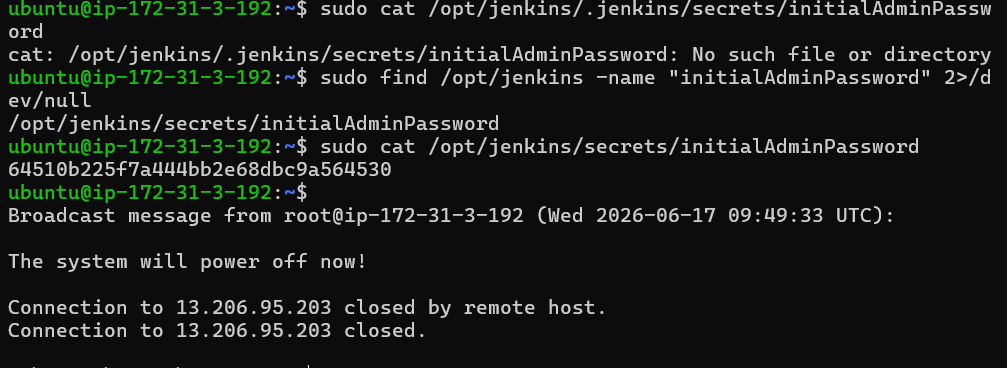 ubuntu@ip-172-31-3-192:~$ sudo cat /opt/jenkins/.jenkins/secrets/initialAdminPassw
ord
cat: /opt/jenkins/.jenkins/secrets/initialAdminPassword: No such file or directory
ubuntu@ip-172-31-3-192:~$ sudo find /opt/jenkins -name "initialAdminPassword" 2>/d
ev/null
/opt/jenkins/secrets/initialAdminPassword
ubuntu@ip-172-31-3-192:~$ sudo cat /opt/jenkins/secrets/initialAdminPassword
64510b225f7a444bb2e68dbc9a564530
ubuntu@ip-172-31-3-192:~$
Broadcast message from root@ip-172-31-3-192 (Wed 2026-06-17 09:49:33 UTC):
The system will power off now!
Connection to 13.206.95.203 closed by remote host.
Connection to 13.206.95.203 closed.